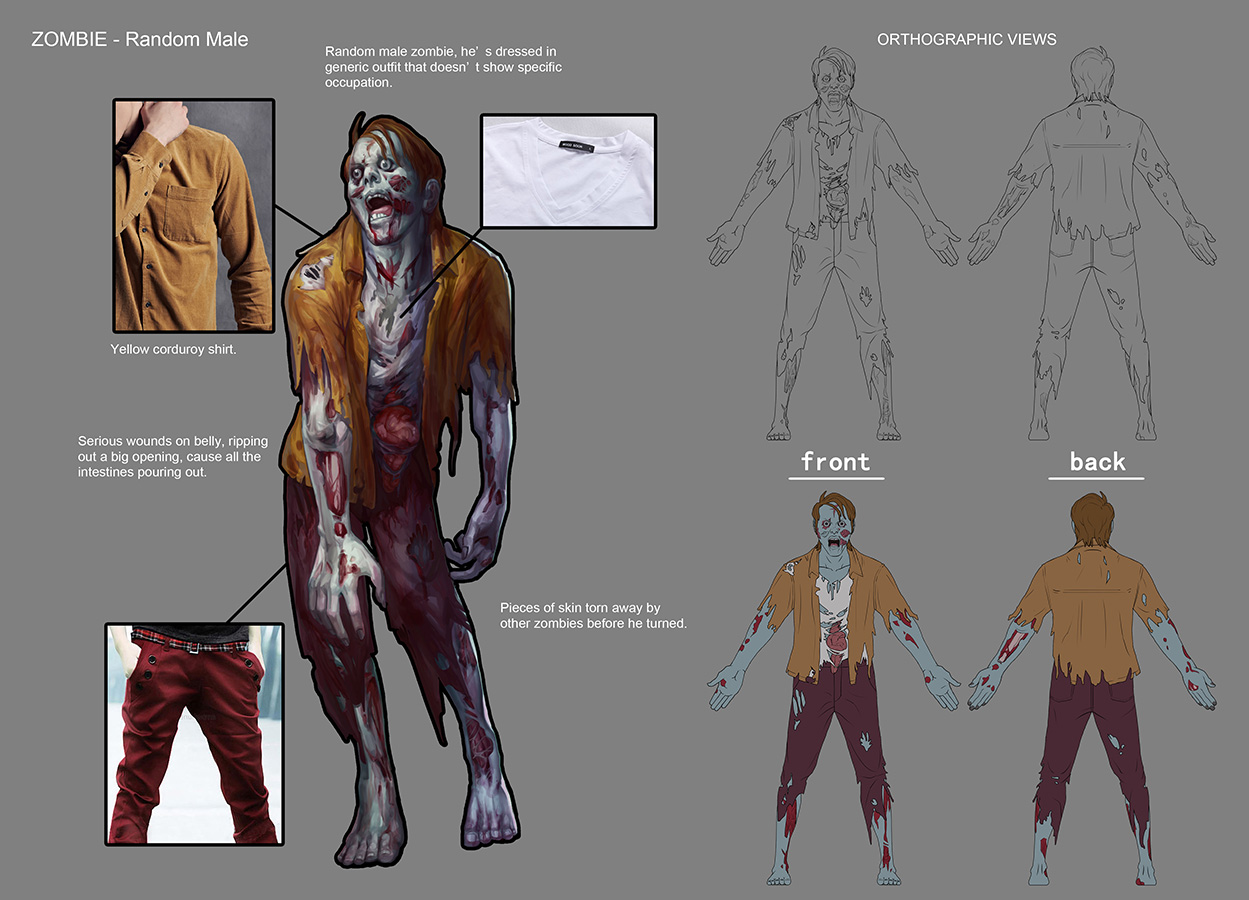 ZOMBIE - Random Male
Random male zombie, he’ s dressed in
generic outfit that doesn’ t show specific
occupation.
Yellow corduroy shirt.
Serious wounds on belly, ripping
out a big opening, cause all the
intestines pouring out.
Pieces of skin torn away by
other zombies before he turned.
ORTHOGRAPHIC VIEWS
front
back